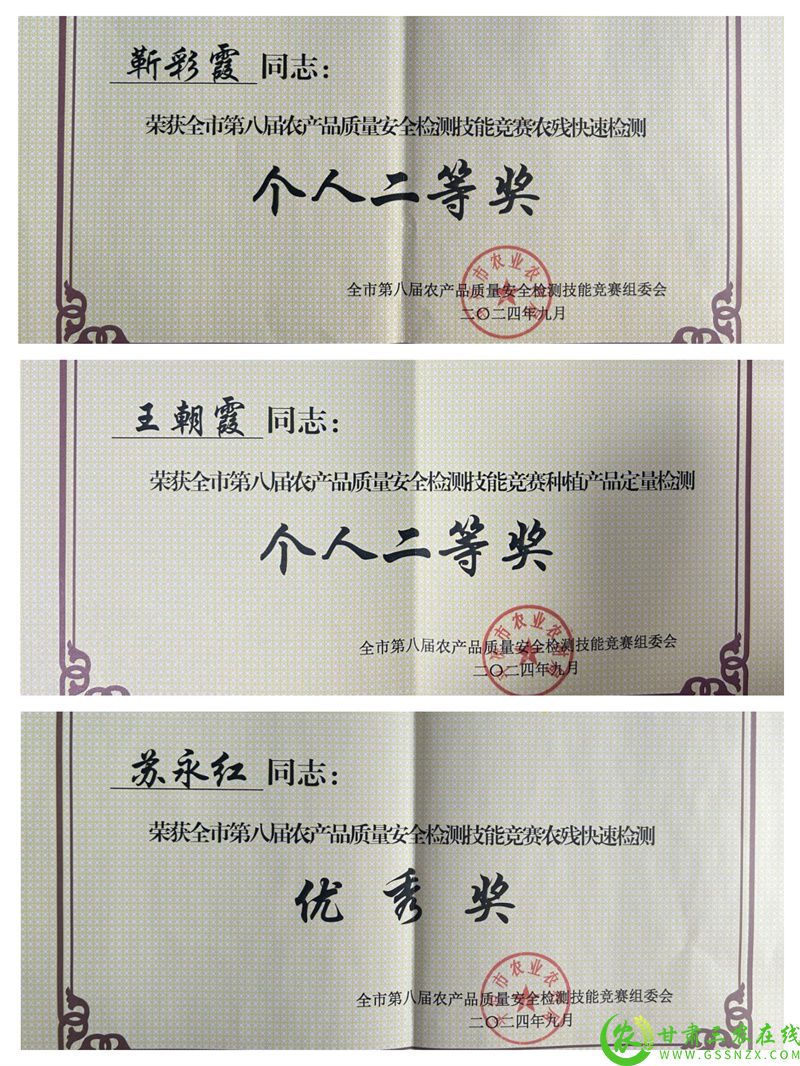 靳彩霞 同志：
荣获全市第八届农产品质量安全检测技能竞赛农残快速检测
个人二等奖
全市第八届农产品质量安全检测技能竞赛组委会
二〇二四年九月
王朝霞 同志：
荣获全市第八届农产品质量安全检测技能竞赛种植产品定量检测
个人二等奖
全市第八届农产品质量安全检测技能竞赛组委会
二〇二四年九月
苏永红 同志：
荣获全市第八届农产品质量安全检测技能竞赛农残快速检测
优秀奖
全市第八届农产品质量安全检测技能竞赛组委会
二〇二四年九月
甘肃三农在线
WWW.GSSNZX.COM